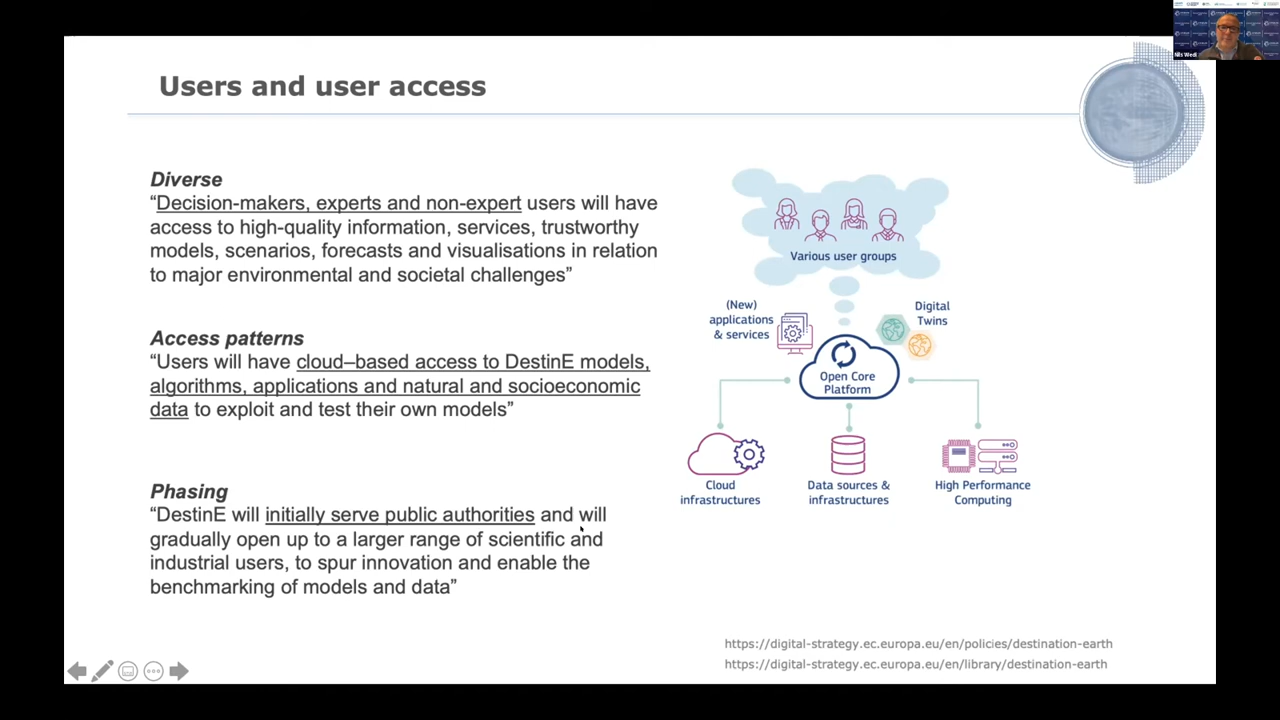 Users and user access
Diverse
“Decision-makers, experts and non-expert users will have
access to high-quality information, services, trustworthy
models, scenarios, forecasts and visualisations in relation
to major environmental and societal challenges”
Access patterns
“Users will have cloud–based access to DestinE models,
algorithms, applications and natural and socioeconomic
data to exploit and test their own models”
Phasing
“DestinE will initially serve public authorities and will
gradually open up to a larger range of scientific and
industrial users, to spur innovation and enable the
benchmarking of models and data”
Various user groups
(New)
applications
& services
Digital
Twins
Open Core
Platform
Cloud
infrastructures
Data sources &
infrastructures
High Performance
Computing
https://digital-strategy.ec.europa.eu/en/policies/destination-earth
https://digital-strategy.ec.europa.eu/en/library/destination-earth
Nils Wedi